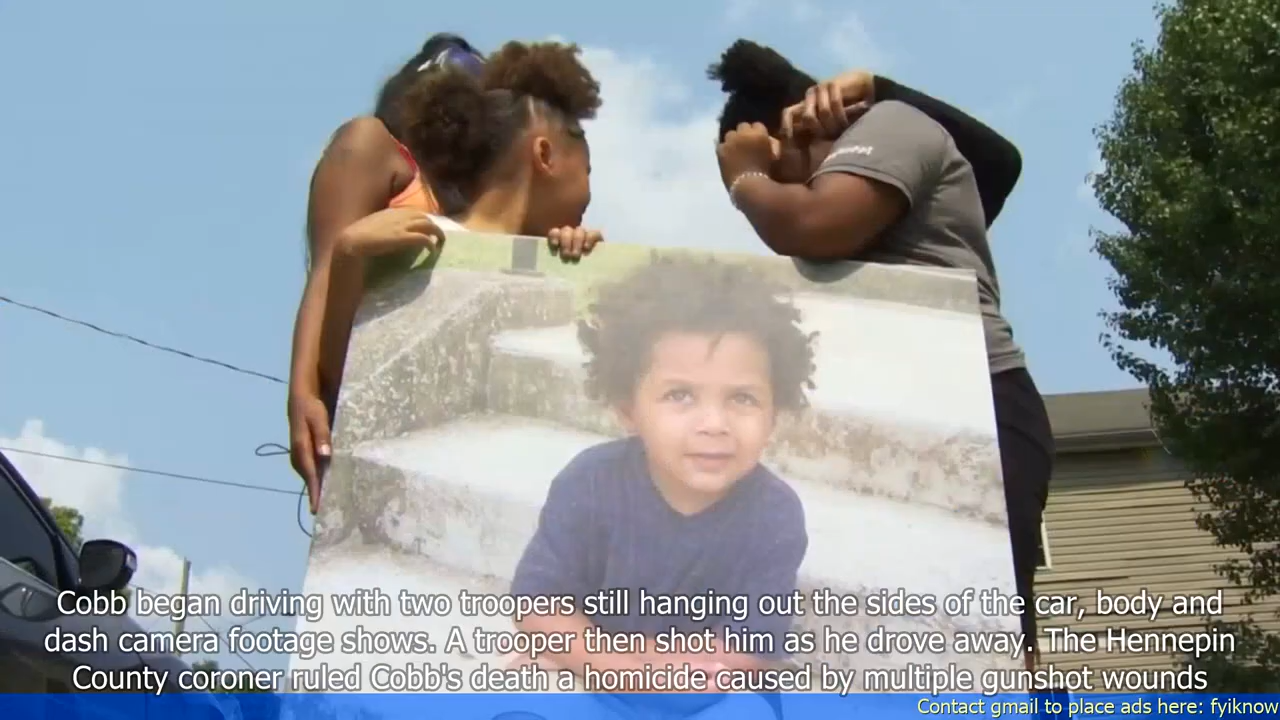 Cobb began driving with two troopers still hanging out the sides of the car, body and
dash camera footage shows. A trooper then shot him as he drove away. The Hennepin
County coroner ruled Cobb's death a homicide caused by multiple gunshot wounds
Contact gmail to place ads here: fyiknow